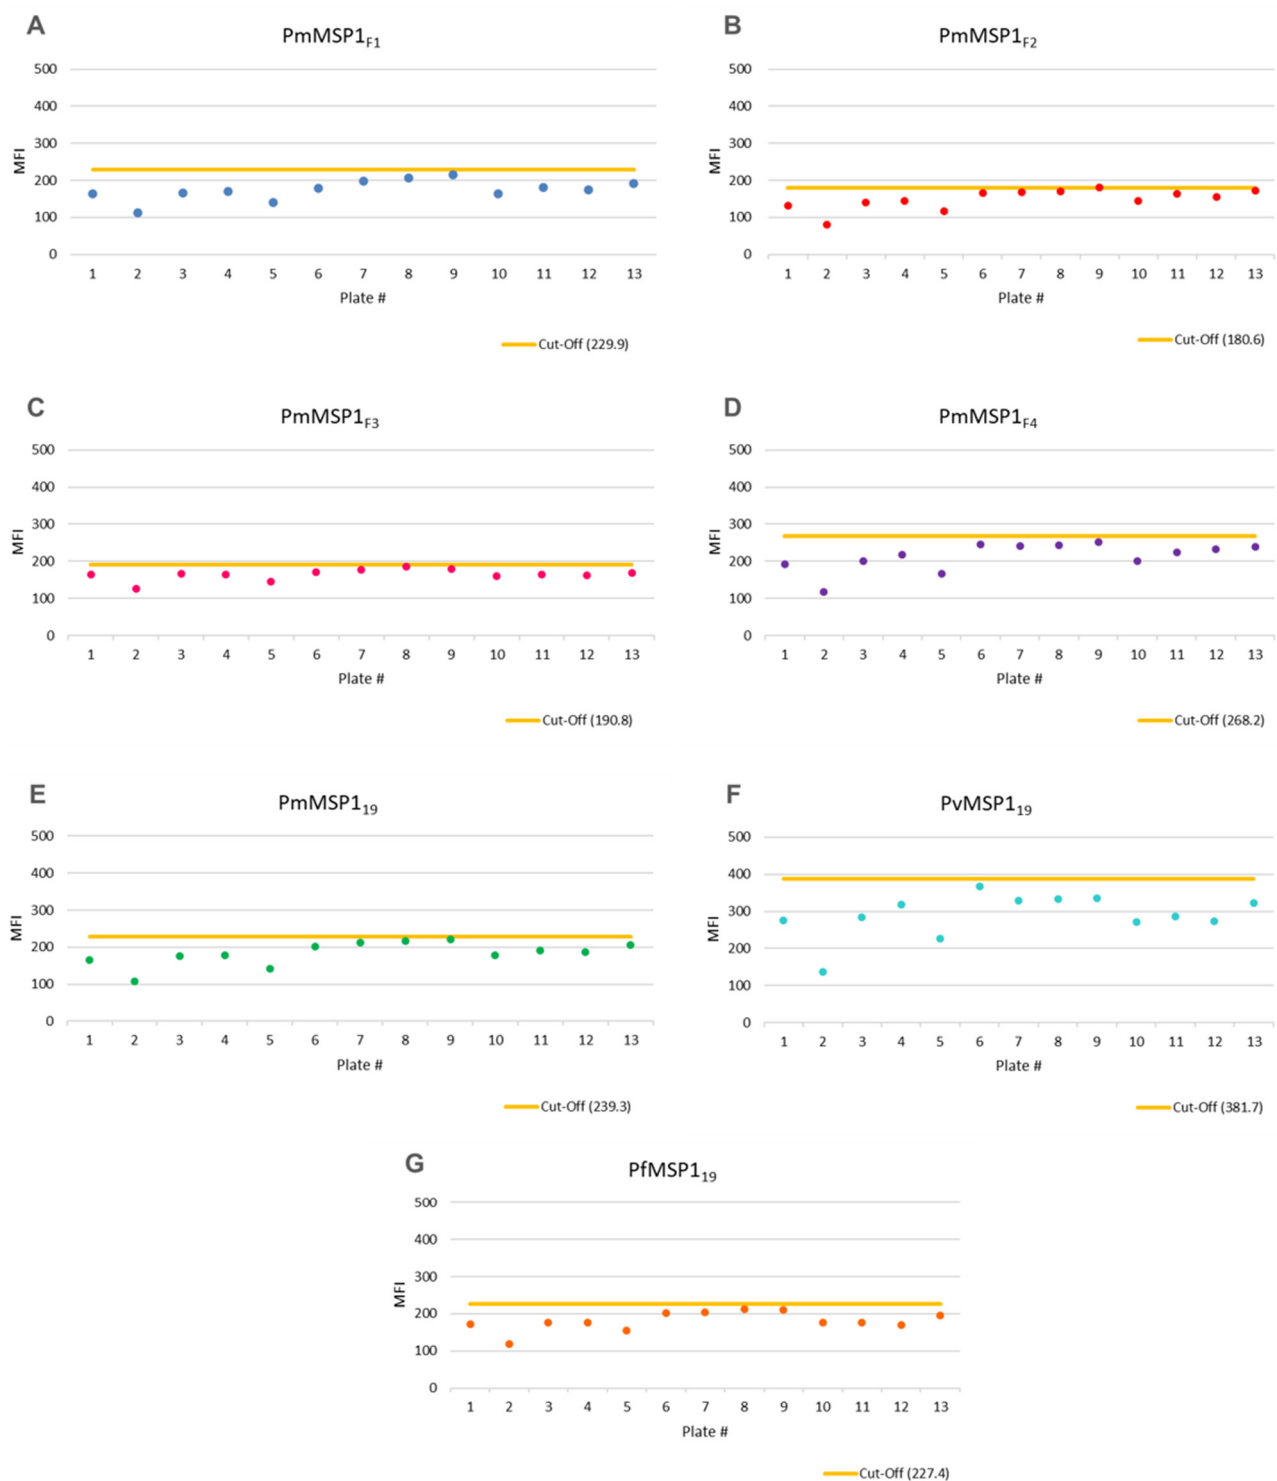 A
PmMSP1F1
500
400
300
200
100
0
MFI
1 2 3 4 5 6 7 8 9 10 11 12 13
Plate #
Cut-Off (229.9)
B
PmMSP1F2
500
400
300
200
100
0
MFI
1 2 3 4 5 6 7 8 9 10 11 12 13
Plate #
Cut-Off (180.6)
C
PmMSP1F3
500
400
300
200
100
0
MFI
1 2 3 4 5 6 7 8 9 10 11 12 13
Plate #
Cut-Off (190.8)
D
PmMSP1F4
500
400
300
200
100
0
MFI
1 2 3 4 5 6 7 8 9 10 11 12 13
Plate #
Cut-Off (268.2)
E
PmMSP119
500
400
300
200
100
0
MFI
1 2 3 4 5 6 7 8 9 10 11 12 13
Plate #
Cut-Off (239.3)
F
PvMSP119
500
400
300
200
100
0
MFI
1 2 3 4 5 6 7 8 9 10 11 12 13
Plate #
Cut-Off (381.7)
G
PfMSP119
500
400
300
200
100
0
MFI
1 2 3 4 5 6 7 8 9 10 11 12 13
Plate #
Cut-Off (227.4)